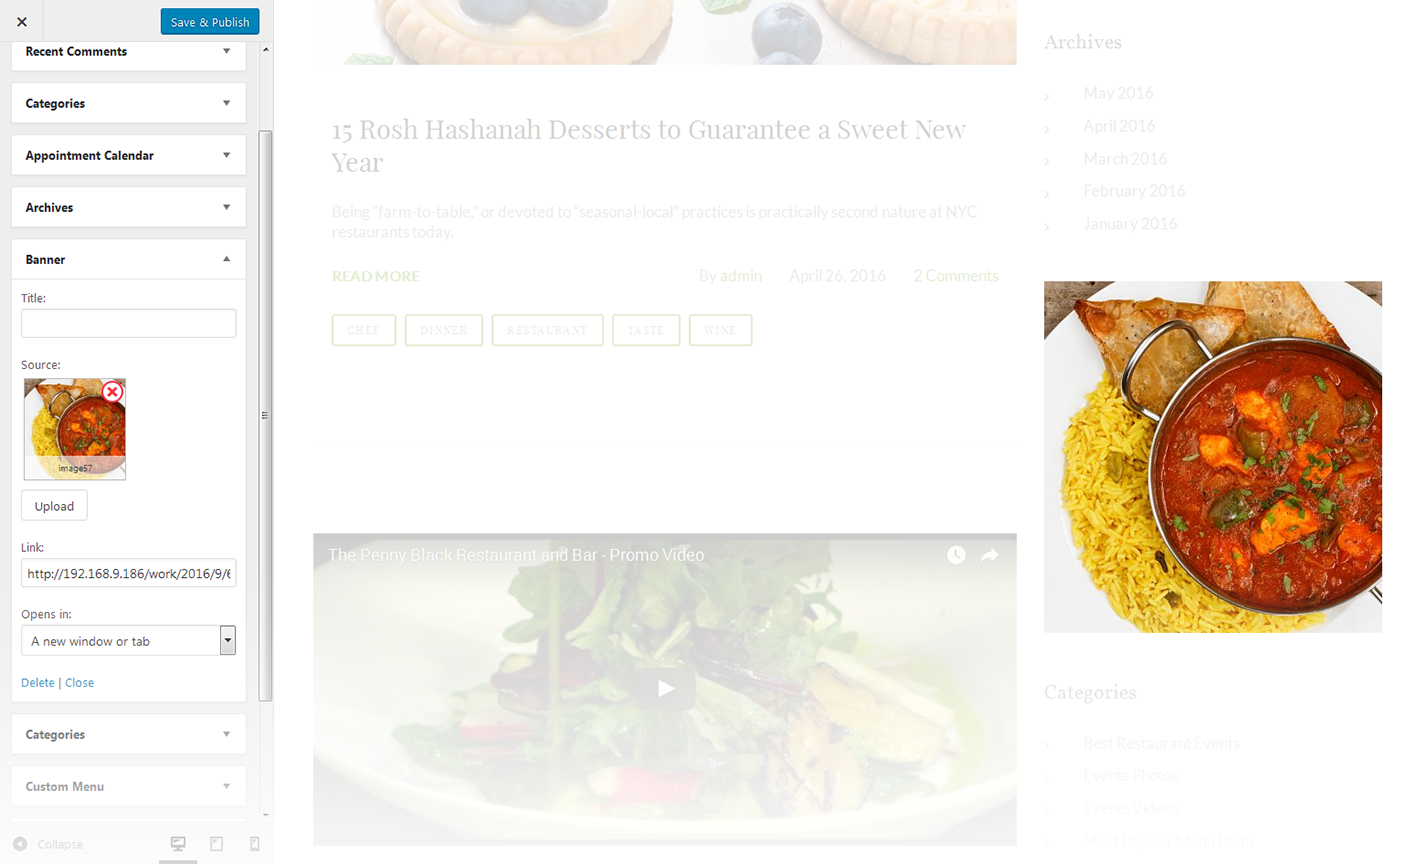 Save & Publish
Recent Comments
Categories
Appointment Calendar
Archives
Banner
Title:
Source:
image57
Upload
Link:
http://192.168.9.186/work/2016/9/6
Opens in:
A new window or tab
Delete | Close
Categories
Custom Menu
Collapse
15 Rosh Hashanah Desserts to Guarantee a Sweet New
Year
Being “farm-to-table,” or devoted to “seasonal-local” practices is practically second nature at NYC
restaurants today.
READ MORE By admin April 26, 2016 2 Comments
CHEF DINNER RESTAURANT TASTE WINE
The Penny Black Restaurant and Bar - Promo Video
Archives
May 2016
April 2016
March 2016
February 2016
January 2016
Categories
Best Restaurant Events
Events Photos
Events Videos
Most Popular Menu Items